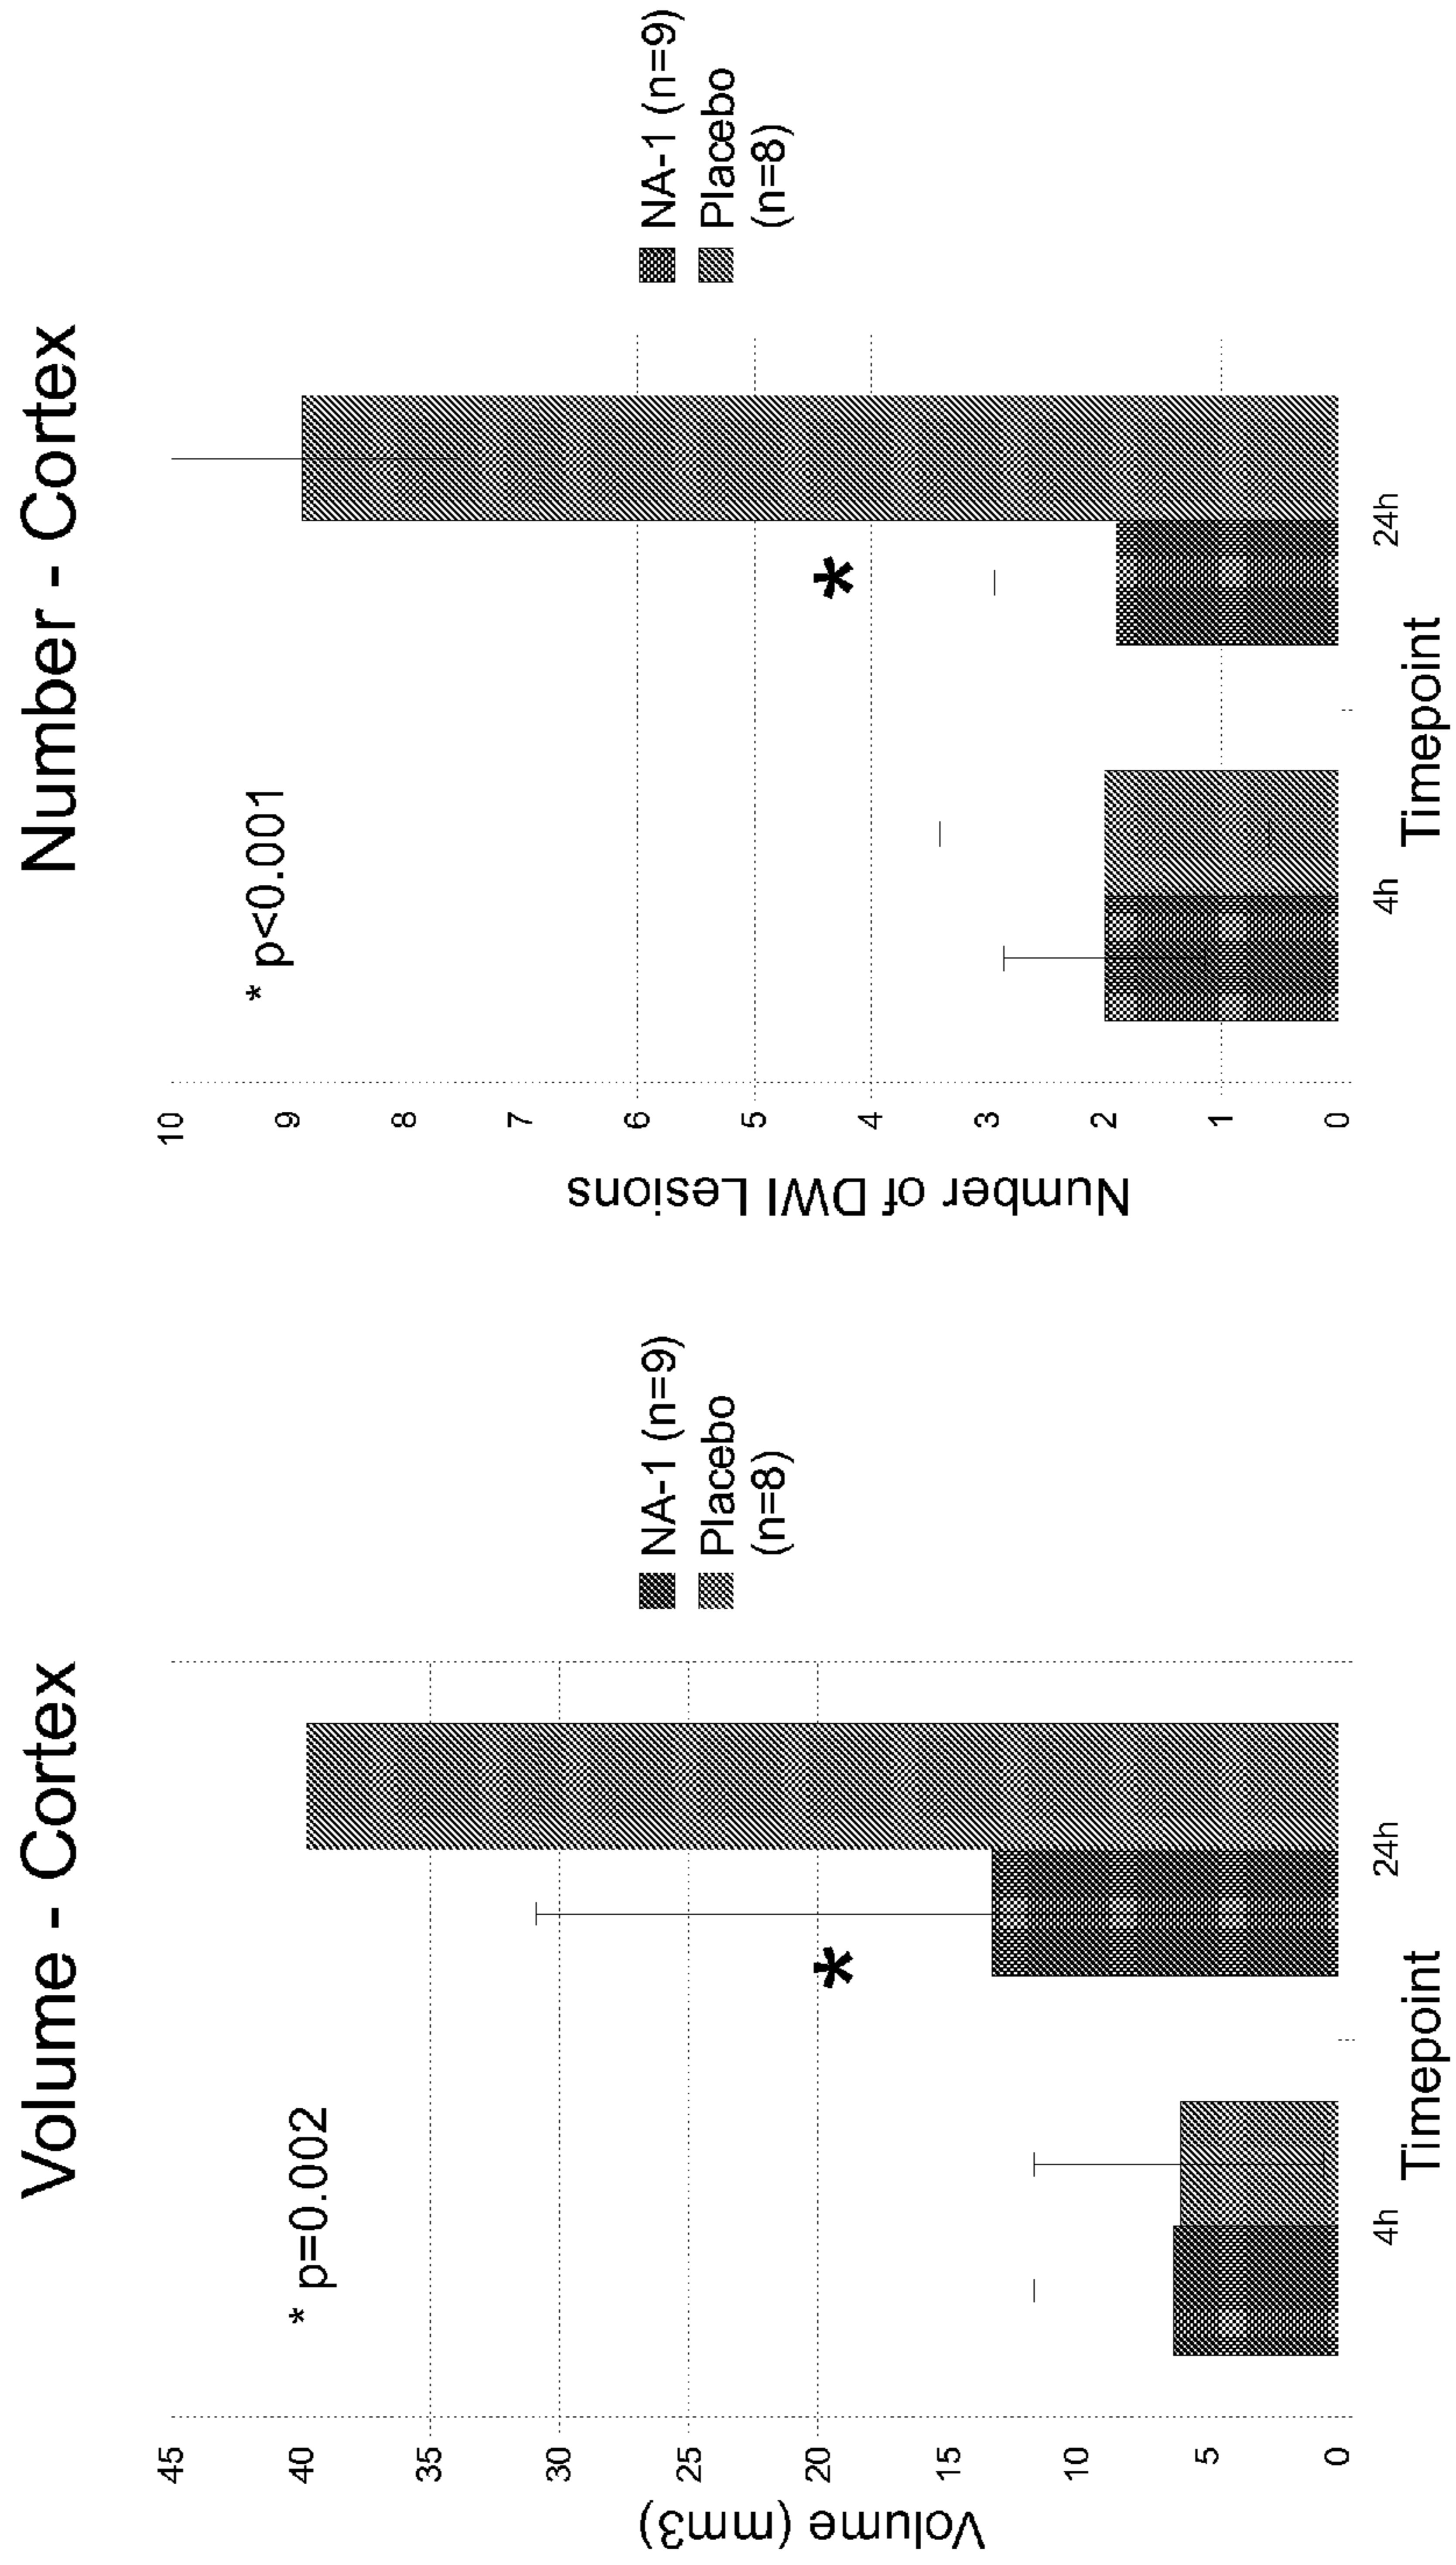 Volume - Cortex
* p=0.002
Volume (mm3)
45
40
35
30
25
20
15
10
5
0
*
4h
24h
Timepoint
NA-1 (n=9)
Placebo
(n=8)
Number - Cortex
* p<0.001
Number of DWI Lesions
10
9
8
7
6
5
4
3
2
1
0
*
4h
24h
Timepoint
NA-1 (n=9)
Placebo
(n=8)